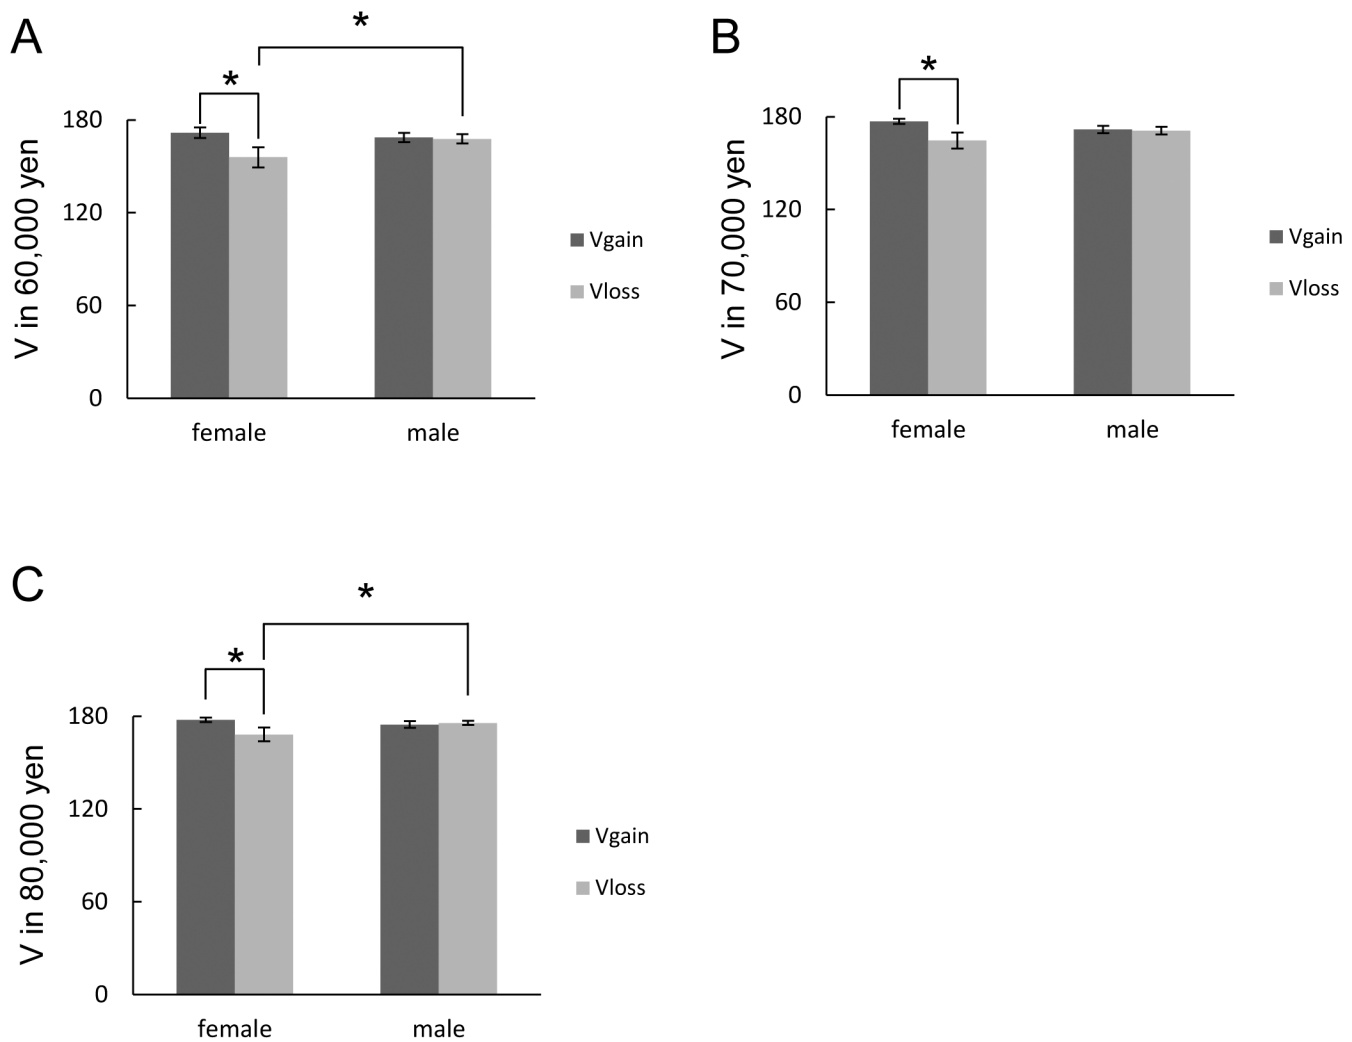 A
*
*
V in 60,000 yen
180
120
60
0
female
male
Vgain
Vloss
B
*
V in 70,000 yen
180
120
60
0
female
male
Vgain
Vloss
C
*
*
V in 80,000 yen
180
120
60
0
female
male
Vgain
Vloss